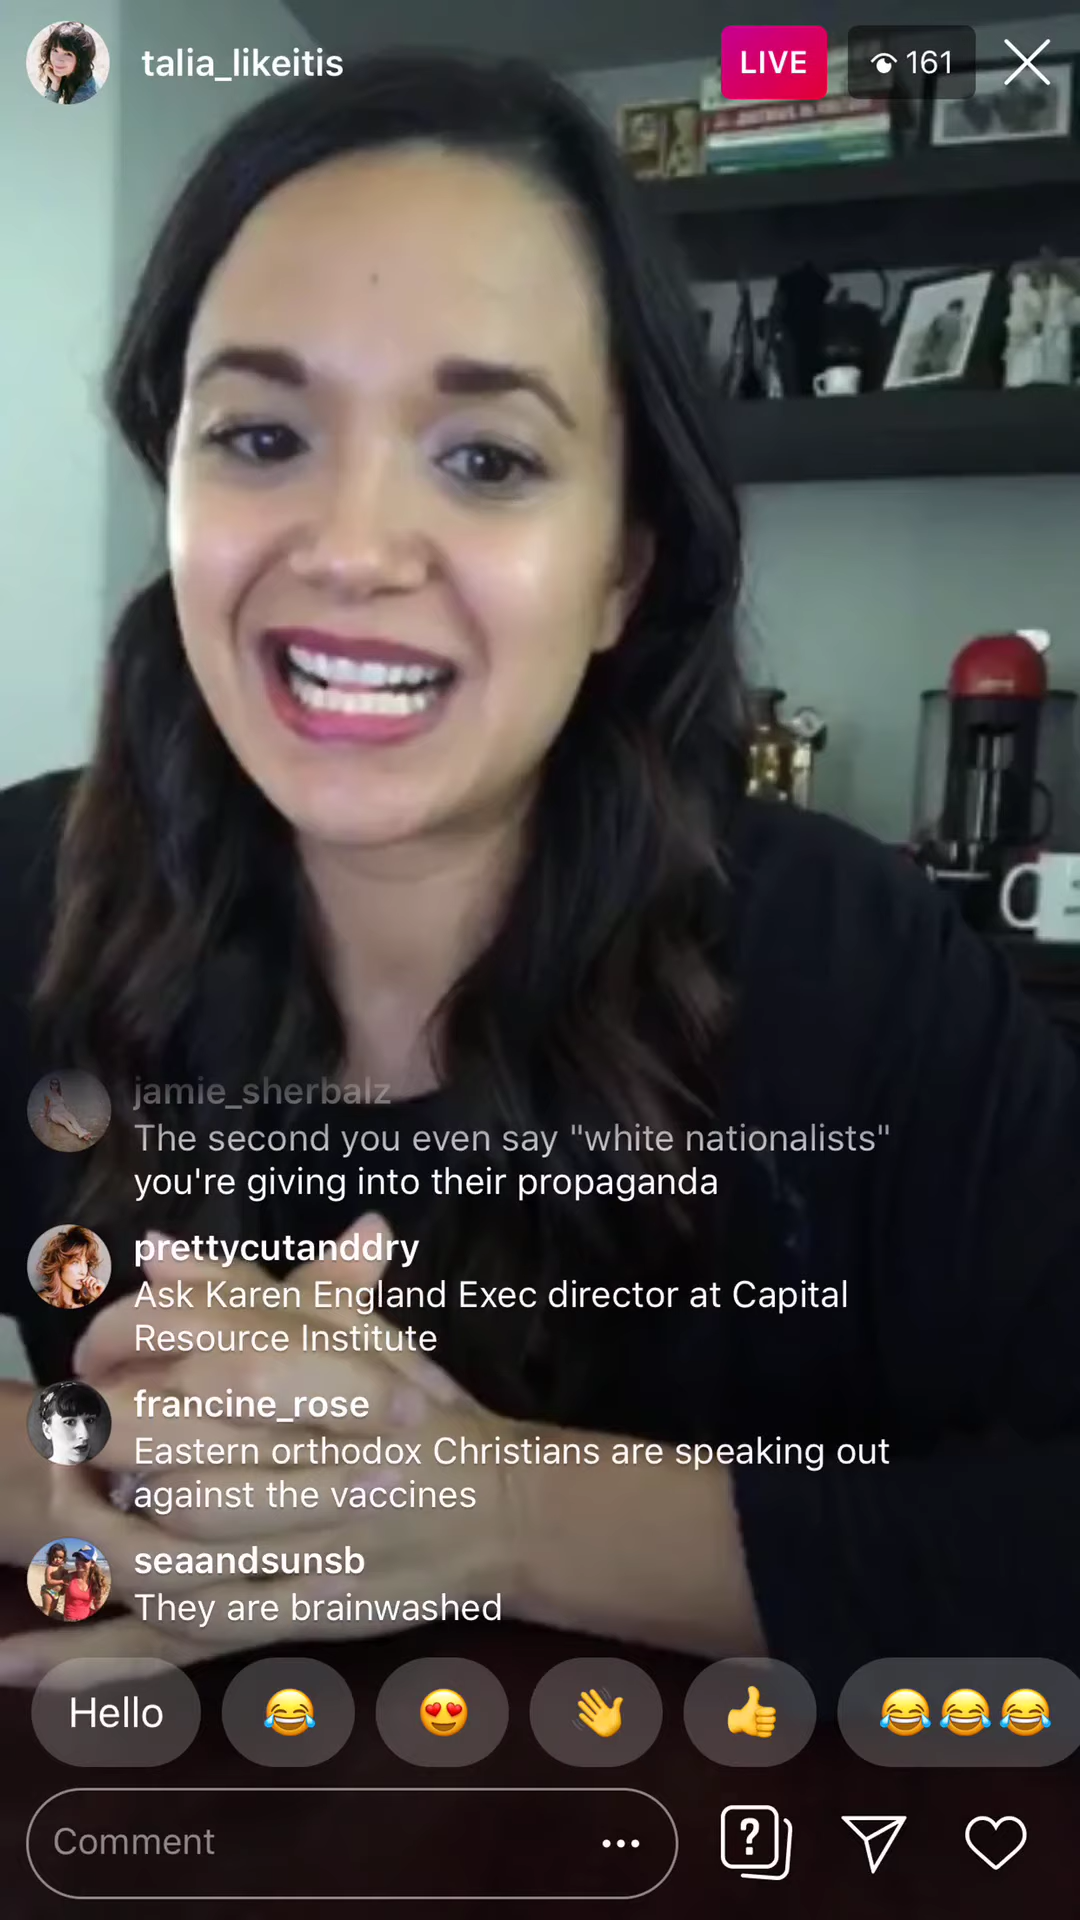 talia_likeitis
LIVE
161
jamie_sherbalz
The second you even say "white nationalists"
you're giving into their propaganda
prettycutanddry
Ask Karen England Exec director at Capital
Resource Institute
francine_rose
Eastern orthodox Christians are speaking out
against the vaccines
seaandsunsb
They are brainwashed
Hello 😂 😍 👋 👍 😂😂😂
Comment